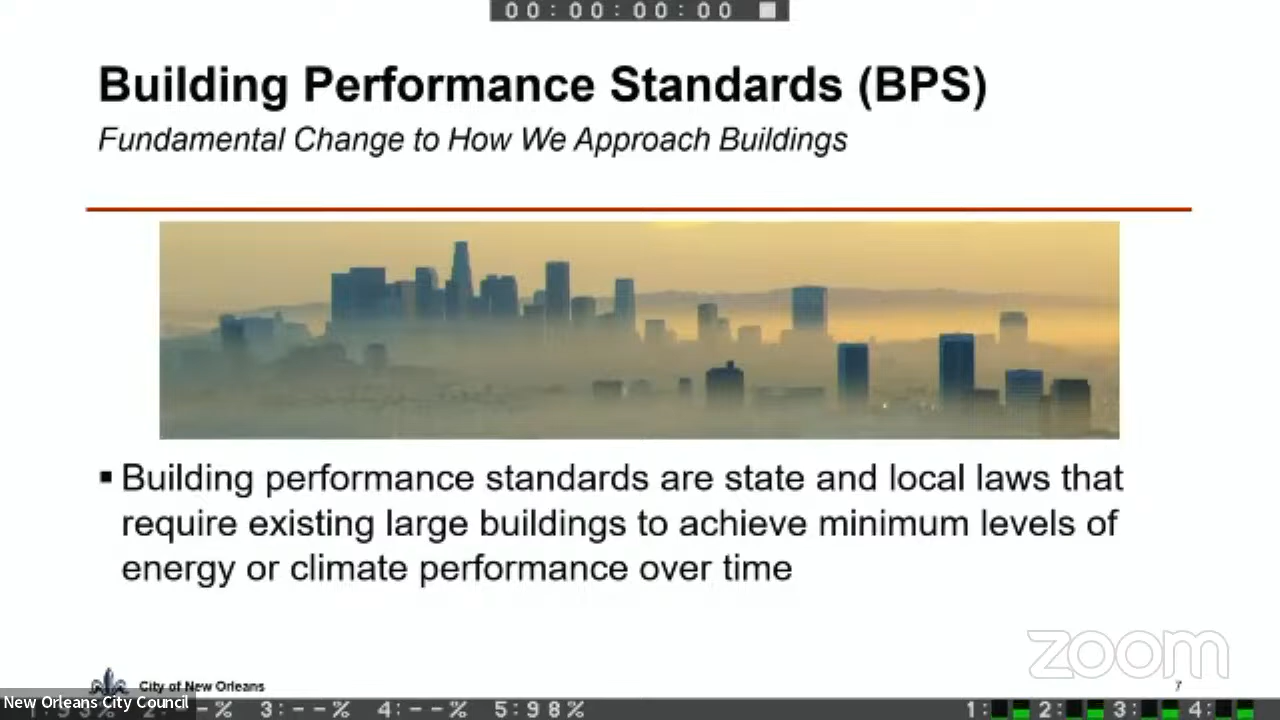 00:00:00:00
Building Performance Standards (BPS)
Fundamental Change to How We Approach Buildings
▪ Building performance standards are state and local laws that
require existing large buildings to achieve minimum levels of
energy or climate performance over time
zoom
City of New Orleans
7
New Orleans City Council
-% 3:--% 4:--% 5:98% 1: 2: 3: 4: